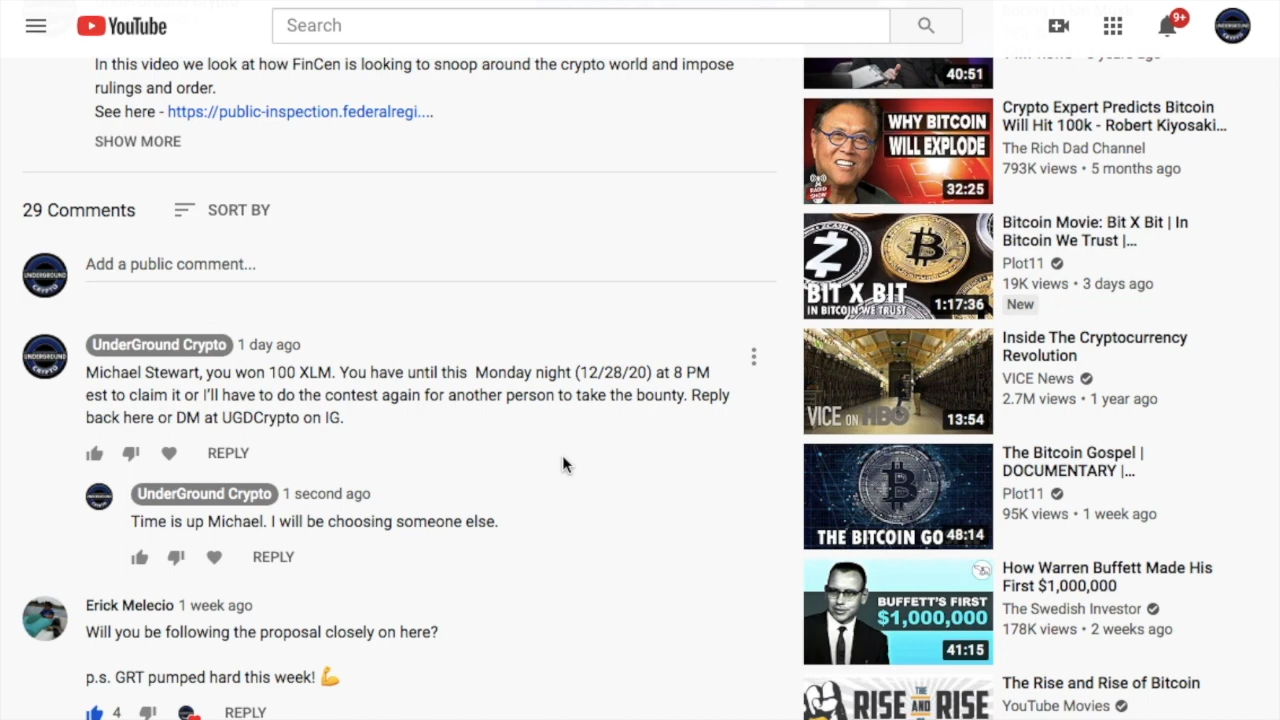 YouTube
Search
9+
In this video we look at how FinCen is looking to snoop around the crypto world and impose
rulings and order.
See here - https://public-inspection.federalregi....
SHOW MORE
29 Comments
SORT BY
Add a public comment...
UnderGround Crypto 1 day ago
Michael Stewart, you won 100 XLM. You have until this Monday night (12/28/20) at 8 PM
est to claim it or I'll have to do the contest again for another person to take the bounty. Reply
back here or DM at UGDCrypto on IG.
REPLY
UnderGround Crypto 1 second ago
Time is up Michael. I will be choosing someone else.
REPLY
Erick Melecio 1 week ago
Will you be following the proposal closely on here?
p.s. GRT pumped hard this week! 💪
4
REPLY
40:51
WHY BITCOIN
WILL EXPLODE
RADIO
SHOW
32:25
Crypto Expert Predicts Bitcoin
Will Hit 100k - Robert Kiyosaki...
The Rich Dad Channel
793K views • 5 months ago
BIT X BIT
IN BITCOIN WE TRUST
1:17:36
Bitcoin Movie: Bit X Bit | In
Bitcoin We Trust |...
Plot11
19K views • 3 days ago
New
VICE ON HBO
13:54
Inside The Cryptocurrency
Revolution
VICE News
2.7M views • 1 year ago
THE BITCOIN GO
48:14
The Bitcoin Gospel |
DOCUMENTARY |...
Plot11
95K views • 1 week ago
BUFFETT'S FIRST
$1,000,000
41:15
How Warren Buffett Made His
First $1,000,000
The Swedish Investor
178K views • 2 weeks ago
RISE AND THE RISE
The Rise and Rise of Bitcoin
YouTube Movies